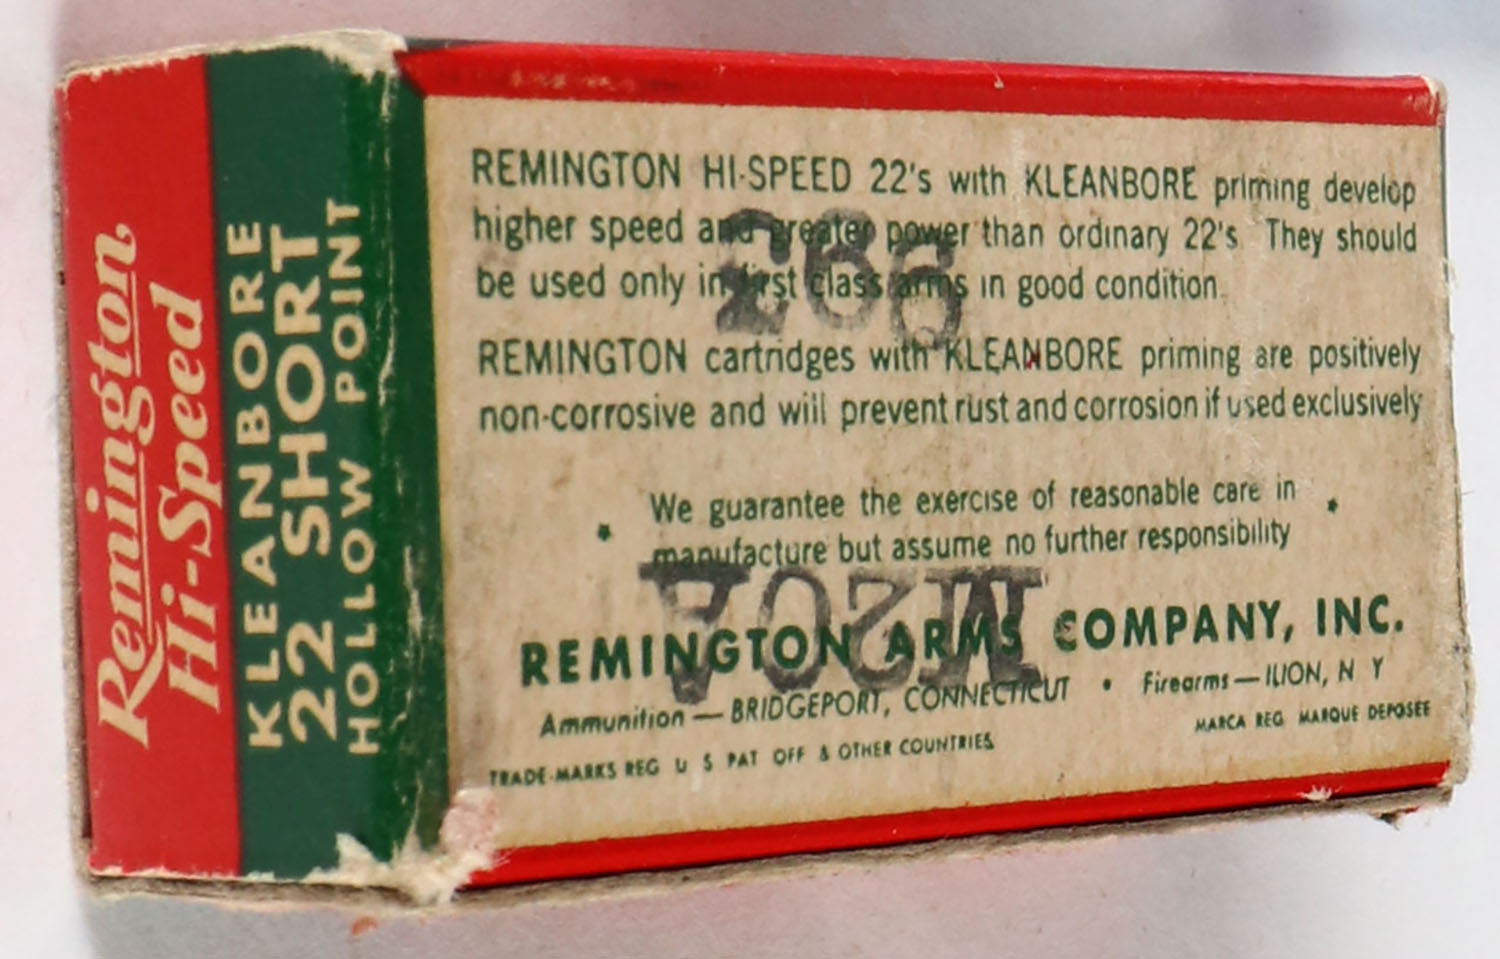 Remington
Hi-Speed
KLEANBORE
22 SHORT
HOLLOW POINT
REMINGTON HI-SPEED 22's with KLEANBORE priming develop
higher speed and greater power than ordinary 22's They should
be used only in first class arms in good condition.
REMINGTON cartridges with KLEANBORE priming are positively
non-corrosive and will prevent rust and corrosion if used exclusively
We guarantee the exercise of reasonable care in
manufacture but assume no further responsibility
M20A
REMINGTON ARMS COMPANY, INC.
Ammunition — BRIDGEPORT, CONNECTICUT • Firearms — ILION, N Y
TRADE-MARKS REG U S PAT OFF & OTHER COUNTRIES
MARCA REG MARQUE DEPOSEE